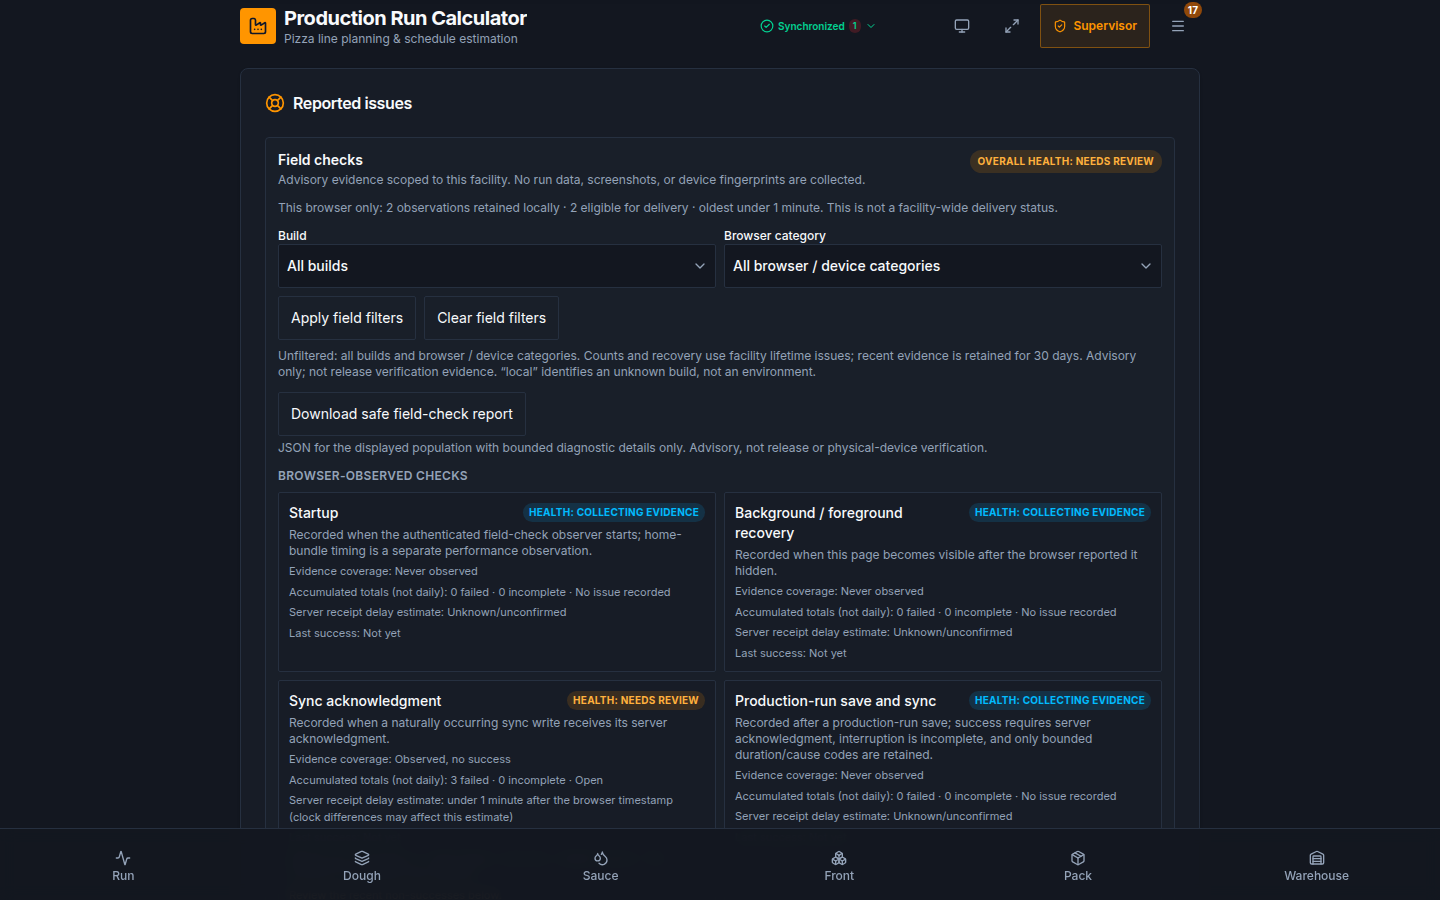 Production Run Calculator
Pizza line planning & schedule estimation
Synchronized 1
Supervisor
17
Reported issues
Field checks
OVERALL HEALTH: NEEDS REVIEW
Advisory evidence scoped to this facility. No run data, screenshots, or device fingerprints are collected.
This browser only: 2 observations retained locally · 2 eligible for delivery · oldest under 1 minute. This is not a facility-wide delivery status.
Build
Browser category
All builds
All browser / device categories
Apply field filters
Clear field filters
Unfiltered: all builds and browser / device categories. Counts and recovery use facility lifetime issues; recent evidence is retained for 30 days. Advisory
only; not release verification evidence. “local” identifies an unknown build, not an environment.
Download safe field-check report
JSON for the displayed population with bounded diagnostic details only. Advisory, not release or physical-device verification.
BROWSER-OBSERVED CHECKS
Startup
HEALTH: COLLECTING EVIDENCE
Recorded when the authenticated field-check observer starts; home-
bundle timing is a separate performance observation.
Evidence coverage: Never observed
Accumulated totals (not daily): 0 failed · 0 incomplete · No issue recorded
Server receipt delay estimate: Unknown/unconfirmed
Last success: Not yet
Background / foreground
recovery
HEALTH: COLLECTING EVIDENCE
Recorded when this page becomes visible after the browser reported it
hidden.
Evidence coverage: Never observed
Accumulated totals (not daily): 0 failed · 0 incomplete · No issue recorded
Server receipt delay estimate: Unknown/unconfirmed
Last success: Not yet
Sync acknowledgment
HEALTH: NEEDS REVIEW
Recorded when a naturally occurring sync write receives its server
acknowledgment.
Evidence coverage: Observed, no success
Accumulated totals (not daily): 3 failed · 0 incomplete · Open
Server receipt delay estimate: under 1 minute after the browser timestamp
(clock differences may affect this estimate)
Production-run save and sync
HEALTH: COLLECTING EVIDENCE
Recorded after a production-run save; success requires server
acknowledgment, interruption is incomplete, and only bounded
duration/cause codes are retained.
Evidence coverage: Never observed
Accumulated totals (not daily): 0 failed · 0 incomplete · No issue recorded
Server receipt delay estimate: Unknown/unconfirmed
Run
Dough
Sauce
Front
Pack
Warehouse